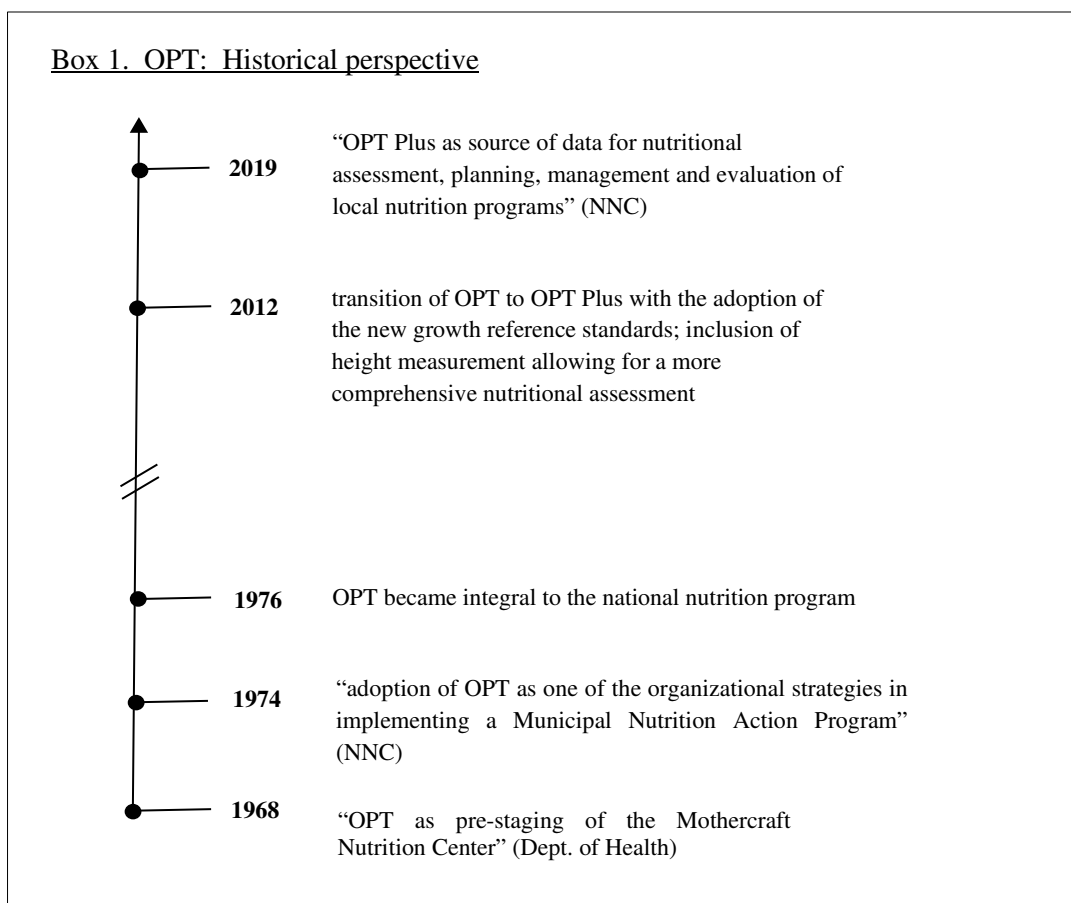 Box 1. OPT: Historical perspective
2019
“OPT Plus as source of data for nutritional
assessment, planning, management and evaluation of
local nutrition programs” (NNC)
2012
transition of OPT to OPT Plus with the adoption of
the new growth reference standards; inclusion of
height measurement allowing for a more
comprehensive nutritional assessment
1976
OPT became integral to the national nutrition program
1974
“adoption of OPT as one of the organizational strategies in
implementing a Municipal Nutrition Action Program”
(NNC)
1968
“OPT as pre-staging of the Mothercraft
Nutrition Center” (Dept. of Health)